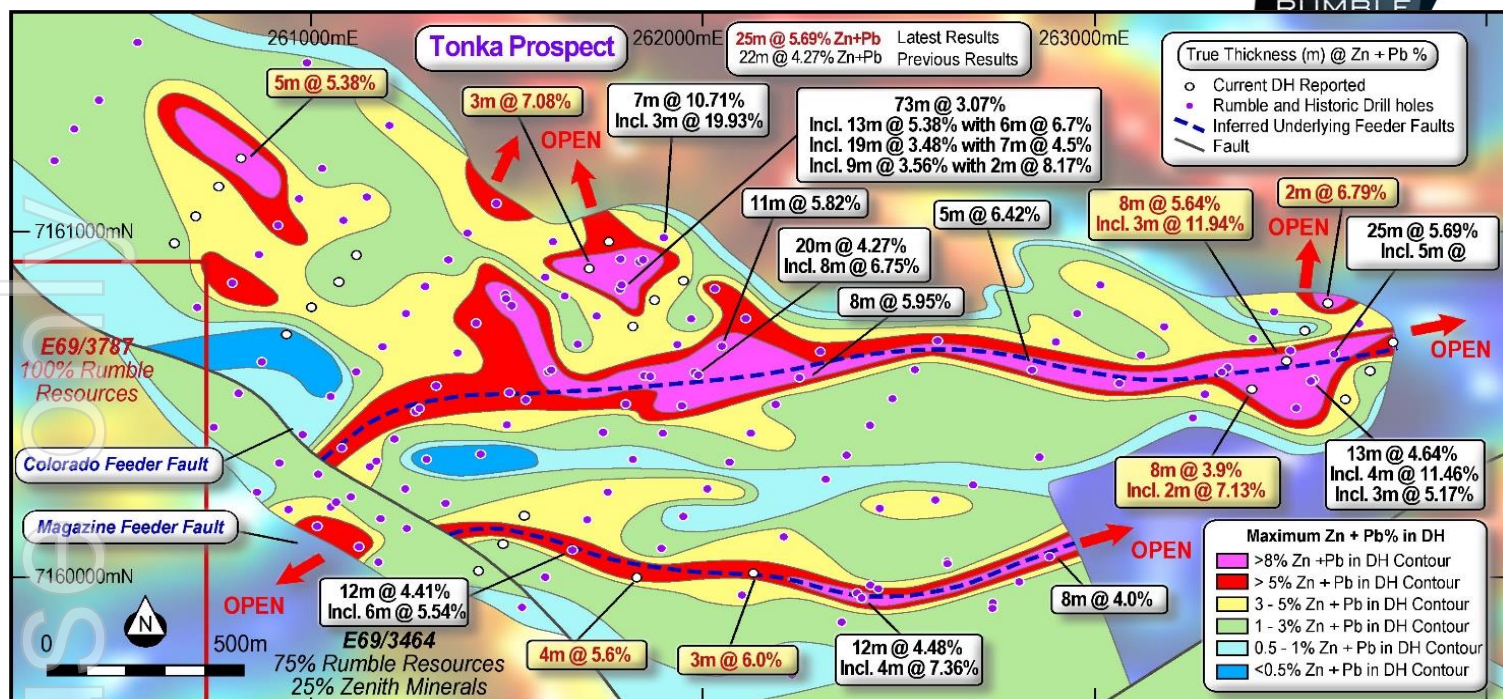 RUMBLE
261000mE
Tonka Prospect
262000mE
25m @ 5.69% Zn+Pb Latest Results
22m @ 4.27% Zn+Pb Previous Results
263000mE
True Thickness (m) @ Zn + Pb %
Current DH Reported
Rumble and Historic Drill holes
Inferred Underlying Feeder Faults
Fault
5m @ 5.38%
3m @ 7.08%
OPEN
7m @ 10.71%
Incl. 3m @ 19.93%
73m @ 3.07%
Incl. 13m @ 5.38% with 6m @ 6.7%
Incl. 19m @ 3.48% with 7m @ 4.5%
Incl. 9m @ 3.56% with 2m @ 8.17%
11m @ 5.82%
5m @ 6.42%
8m @ 5.64%
Incl. 3m @ 11.94%
2m @ 6.79%
OPEN
25m @ 5.69%
Incl. 5m @
7161000mN
20m @ 4.27%
Incl. 8m @ 6.75%
8m @ 5.95%
E69/3787
100% Rumble
Resources
OPEN
Colorado Feeder Fault
8m @ 3.9%
Incl. 2m @ 7.13%
13m @ 4.64%
Incl. 4m @ 11.46%
Incl. 3m @ 5.17%
Magazine Feeder Fault
OPEN
7160000mN
OPEN
12m @ 4.41%
Incl. 6m @ 5.54%
8m @ 4.0%
N
0 500m
E69/3464
75% Rumble Resources
25% Zenith Minerals
4m @ 5.6%
3m @ 6.0%
12m @ 4.48%
Incl. 4m @ 7.36%
Maximum Zn + Pb% in DH
>8% Zn +Pb in DH Contour
> 5% Zn + Pb in DH Contour
3 - 5% Zn + Pb in DH Contour
1 - 3% Zn + Pb in DH Contour
0.5 - 1% Zn + Pb in DH Contour
<0.5% Zn + Pb in DH Contour
use only